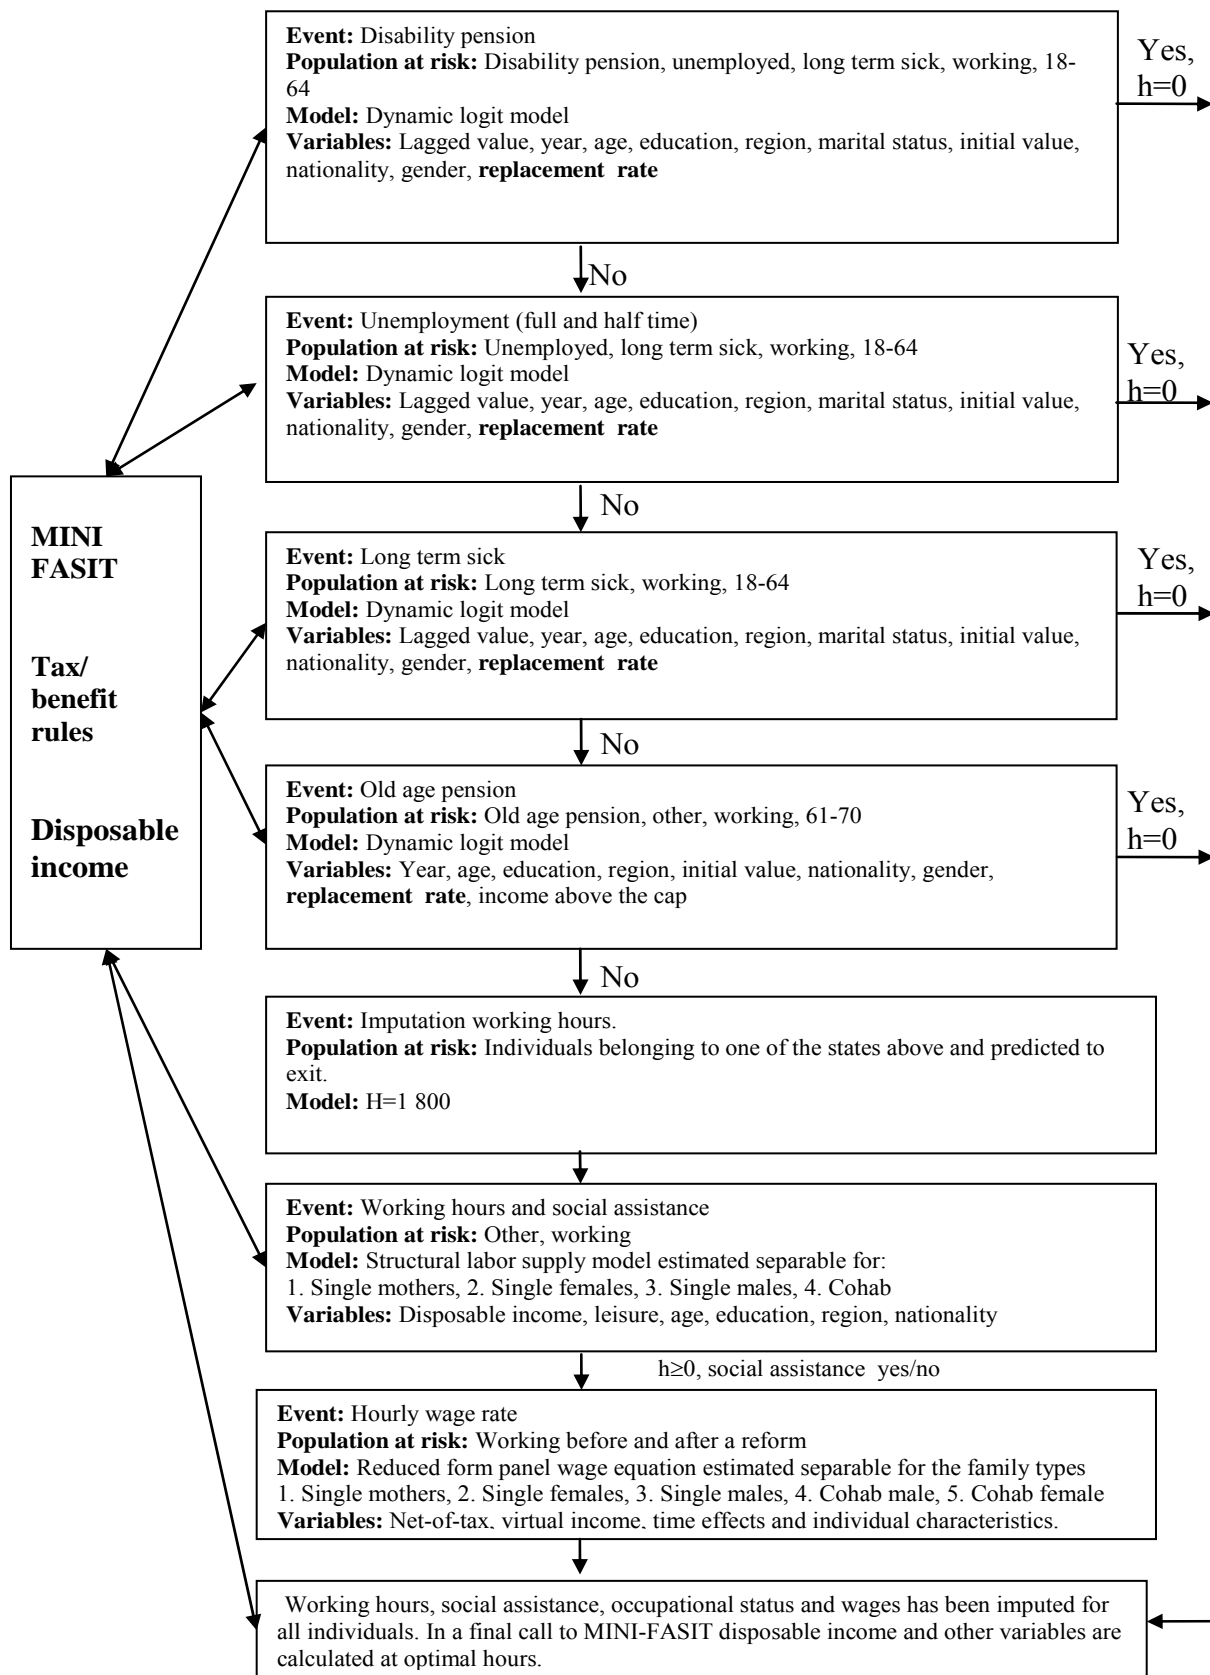 Event: Disability pension
Population at risk: Disability pension, unemployed, long term sick, working, 18-
64
Model: Dynamic logit model
Variables: Lagged value, year, age, education, region, marital status, initial value,
nationality, gender, replacement rate
Yes,
h=0
No
Event: Unemployment (full and half time)
Population at risk: Unemployed, long term sick, working, 18-64
Model: Dynamic logit model
Variables: Lagged value, year, age, education, region, marital status, initial value,
nationality, gender, replacement rate
Yes,
h=0
No
MINI
FASIT
Tax/
benefit
rules
Disposable
income
Event: Long term sick
Population at risk: Long term sick, working, 18-64
Model: Dynamic logit model
Variables: Lagged value, year, age, education, region, marital status, initial value,
nationality, gender, replacement rate
Yes,
h=0
No
Event: Old age pension
Population at risk: Old age pension, other, working, 61-70
Model: Dynamic logit model
Variables: Year, age, education, region, initial value, nationality, gender,
replacement rate, income above the cap
Yes,
h=0
No
Event: Imputation working hours.
Population at risk: Individuals belonging to one of the states above and predicted to
exit.
Model: H=1 800
Event: Working hours and social assistance
Population at risk: Other, working
Model: Structural labor supply model estimated separable for:
1. Single mothers, 2. Single females, 3. Single males, 4. Cohab
Variables: Disposable income, leisure, age, education, region, nationality
h≥0, social assistance yes/no
Event: Hourly wage rate
Population at risk: Working before and after a reform
Model: Reduced form panel wage equation estimated separable for the family types
1. Single mothers, 2. Single females, 3. Single males, 4. Cohab male, 5. Cohab female
Variables: Net-of-tax, virtual income, time effects and individual characteristics.
Working hours, social assistance, occupational status and wages has been imputed for
all individuals. In a final call to MINI-FASIT disposable income and other variables are
calculated at optimal hours.